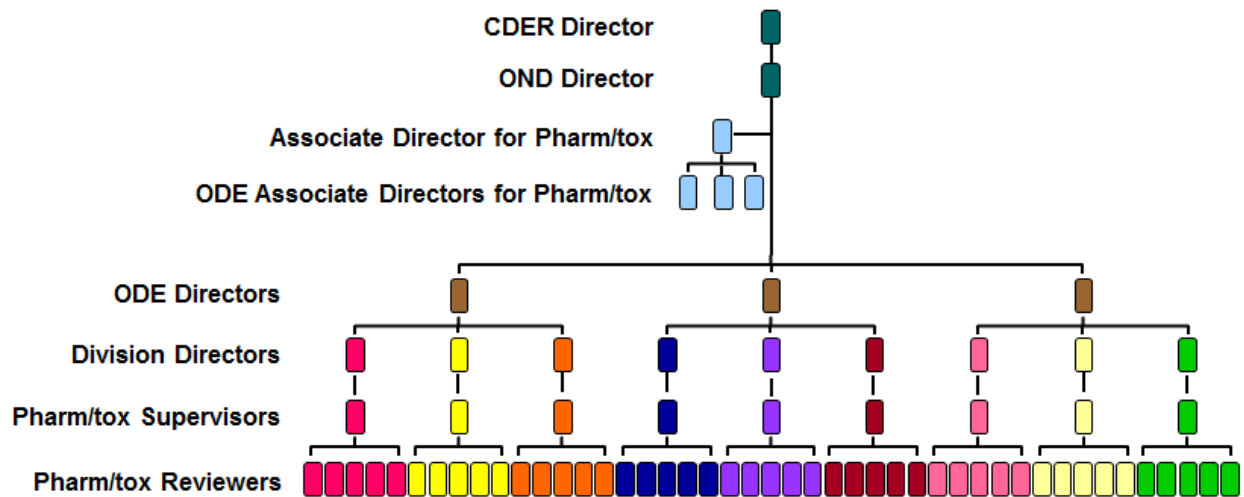 CDER Director
OND Director
Associate Director for Pharm/tox
ODE Associate Directors for Pharm/tox
ODE Directors
Division Directors
Pharm/tox Supervisors
Pharm/tox Reviewers